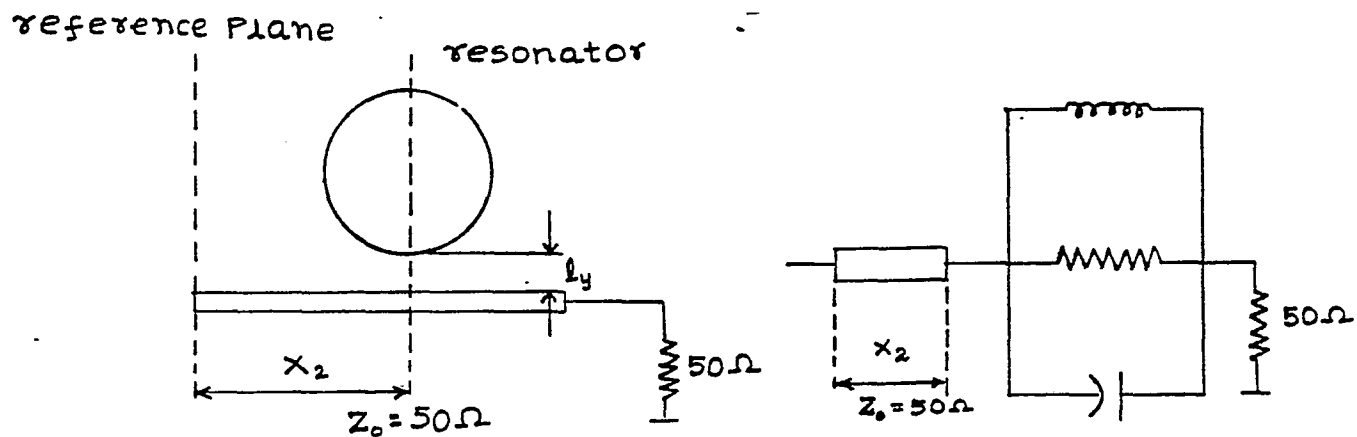 reference Plane
resonator
ly
x₂
50Ω
Z₀=50Ω
x₂
Z₀=50Ω
50Ω